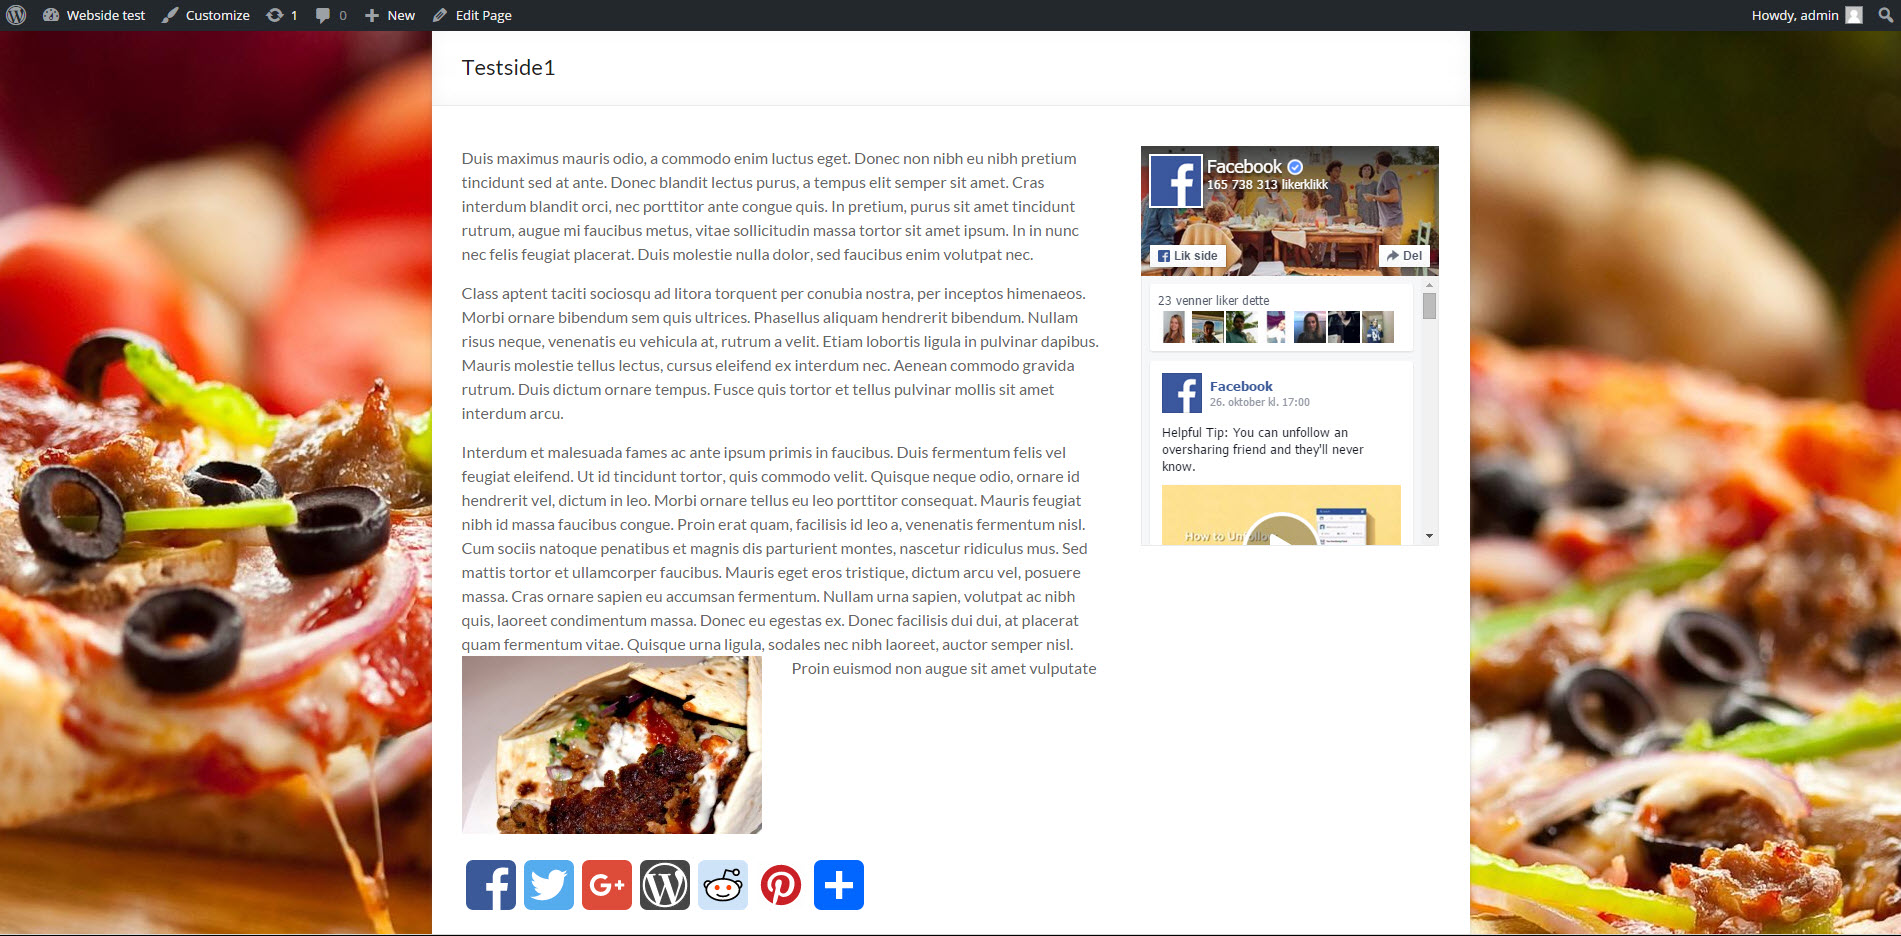 Webside test Customize 1 0 New Edit Page Howdy, admin
Testside1
Duis maximus mauris odio, a commodo enim luctus eget. Donec non nibh eu nibh pretium
tincidunt sed at ante. Donec blandit lectus purus, a tempus elit semper sit amet. Cras
interdum blandit orci, nec porttitor ante congue quis. In pretium, purus sit amet tincidunt
rutrum, augue mi faucibus metus, vitae sollicitudin massa tortor sit amet ipsum. In in nunc
nec felis feugiat placerat. Duis molestie nulla dolor, sed faucibus enim volutpat nec.
Class aptent taciti sociosqu ad litora torquent per conubia nostra, per inceptos himenaeos.
Morbi ornare bibendum sem quis ultrices. Phasellus aliquam hendrerit bibendum. Nullam
risus neque, venenatis eu vehicula at, rutrum a velit. Etiam lobortis ligula in pulvinar dapibus.
Mauris molestie tellus lectus, cursus eleifend ex interdum nec. Aenean commodo gravida
rutrum. Duis dictum ornare tempus. Fusce quis tortor et tellus pulvinar mollis sit amet
interdum arcu.
Interdum et malesuada fames ac ante ipsum primis in faucibus. Duis fermentum felis vel
feugiat eleifend. Ut id tincidunt tortor, quis commodo velit. Quisque neque odio, ornare id
hendrerit vel, dictum in leo. Morbi ornare tellus eu leo porttitor consequat. Mauris feugiat
nibh id massa faucibus congue. Proin erat quam, facilisis id leo a, venenatis fermentum nisl.
Cum sociis natoque penatibus et magnis dis parturient montes, nascetur ridiculus mus. Sed
mattis tortor et ullamcorper faucibus. Mauris eget eros tristique, dictum arcu vel, posuere
massa. Cras ornare sapien eu accumsan fermentum. Nullam urna sapien, volutpat ac nibh
quis, laoreet condimentum massa. Donec eu egestas ex. Donec facilisis dui dui, at placerat
quam fermentum vitae. Quisque urna ligula, sodales nec nibh laoreet, auctor semper nisl.
Proin euismod non augue sit amet vulputate
Facebook
165 738 313 likerklikk
Lik side Del
23 venner liker dette
Facebook
26. oktober kl. 17:00
Helpful Tip: You can unfollow an
oversharing friend and they'll never
know.
How to Unfollo
G+